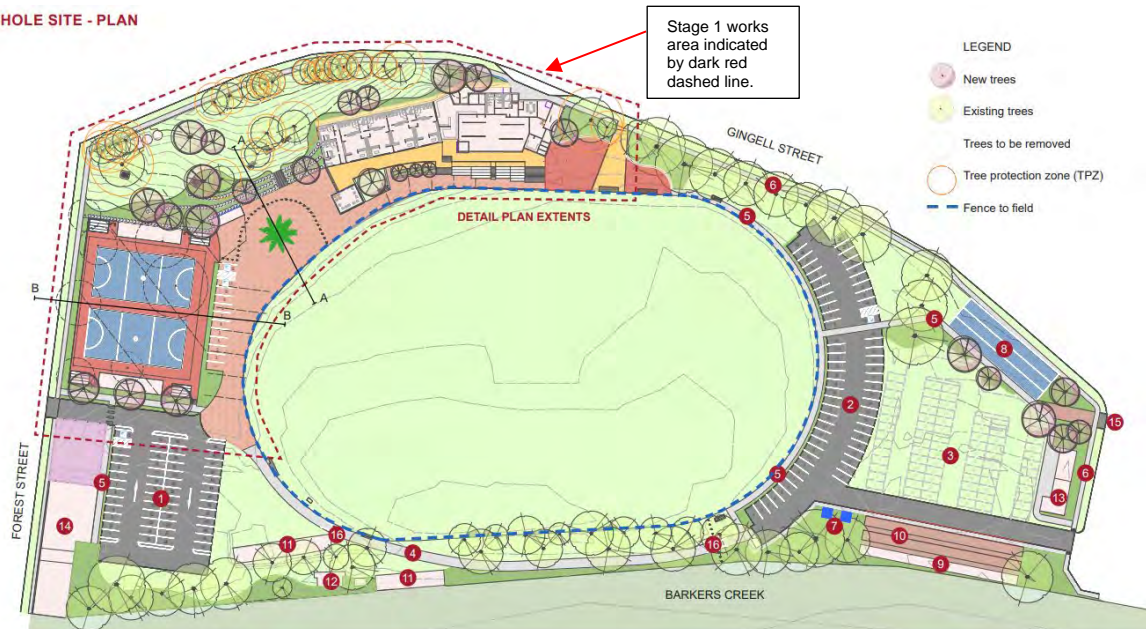 HOLE SITE - PLAN
Stage 1 works
area indicated
by dark red
dashed line.
LEGEND
New trees
Existing trees
Trees to be removed
Tree protection zone (TPZ)
Fence to field
GINGELL STREET
A
6
DETAIL PLAN EXTENTS
5
B
A
B
5
8
2
15
3
6
5
5
13
FOREST STREET
1
14
7
16
16
10
11
4
9
12
11
BARKERS CREEK